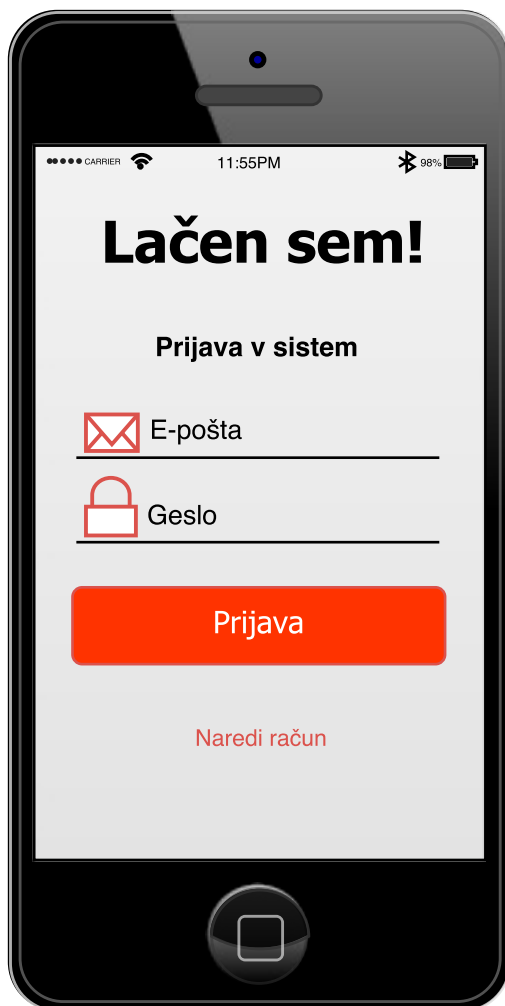 CARRIER 11:55PM 98%
Lačen sem!
Prijava v sistem
E-pošta
Geslo
Prijava
Naredi račun